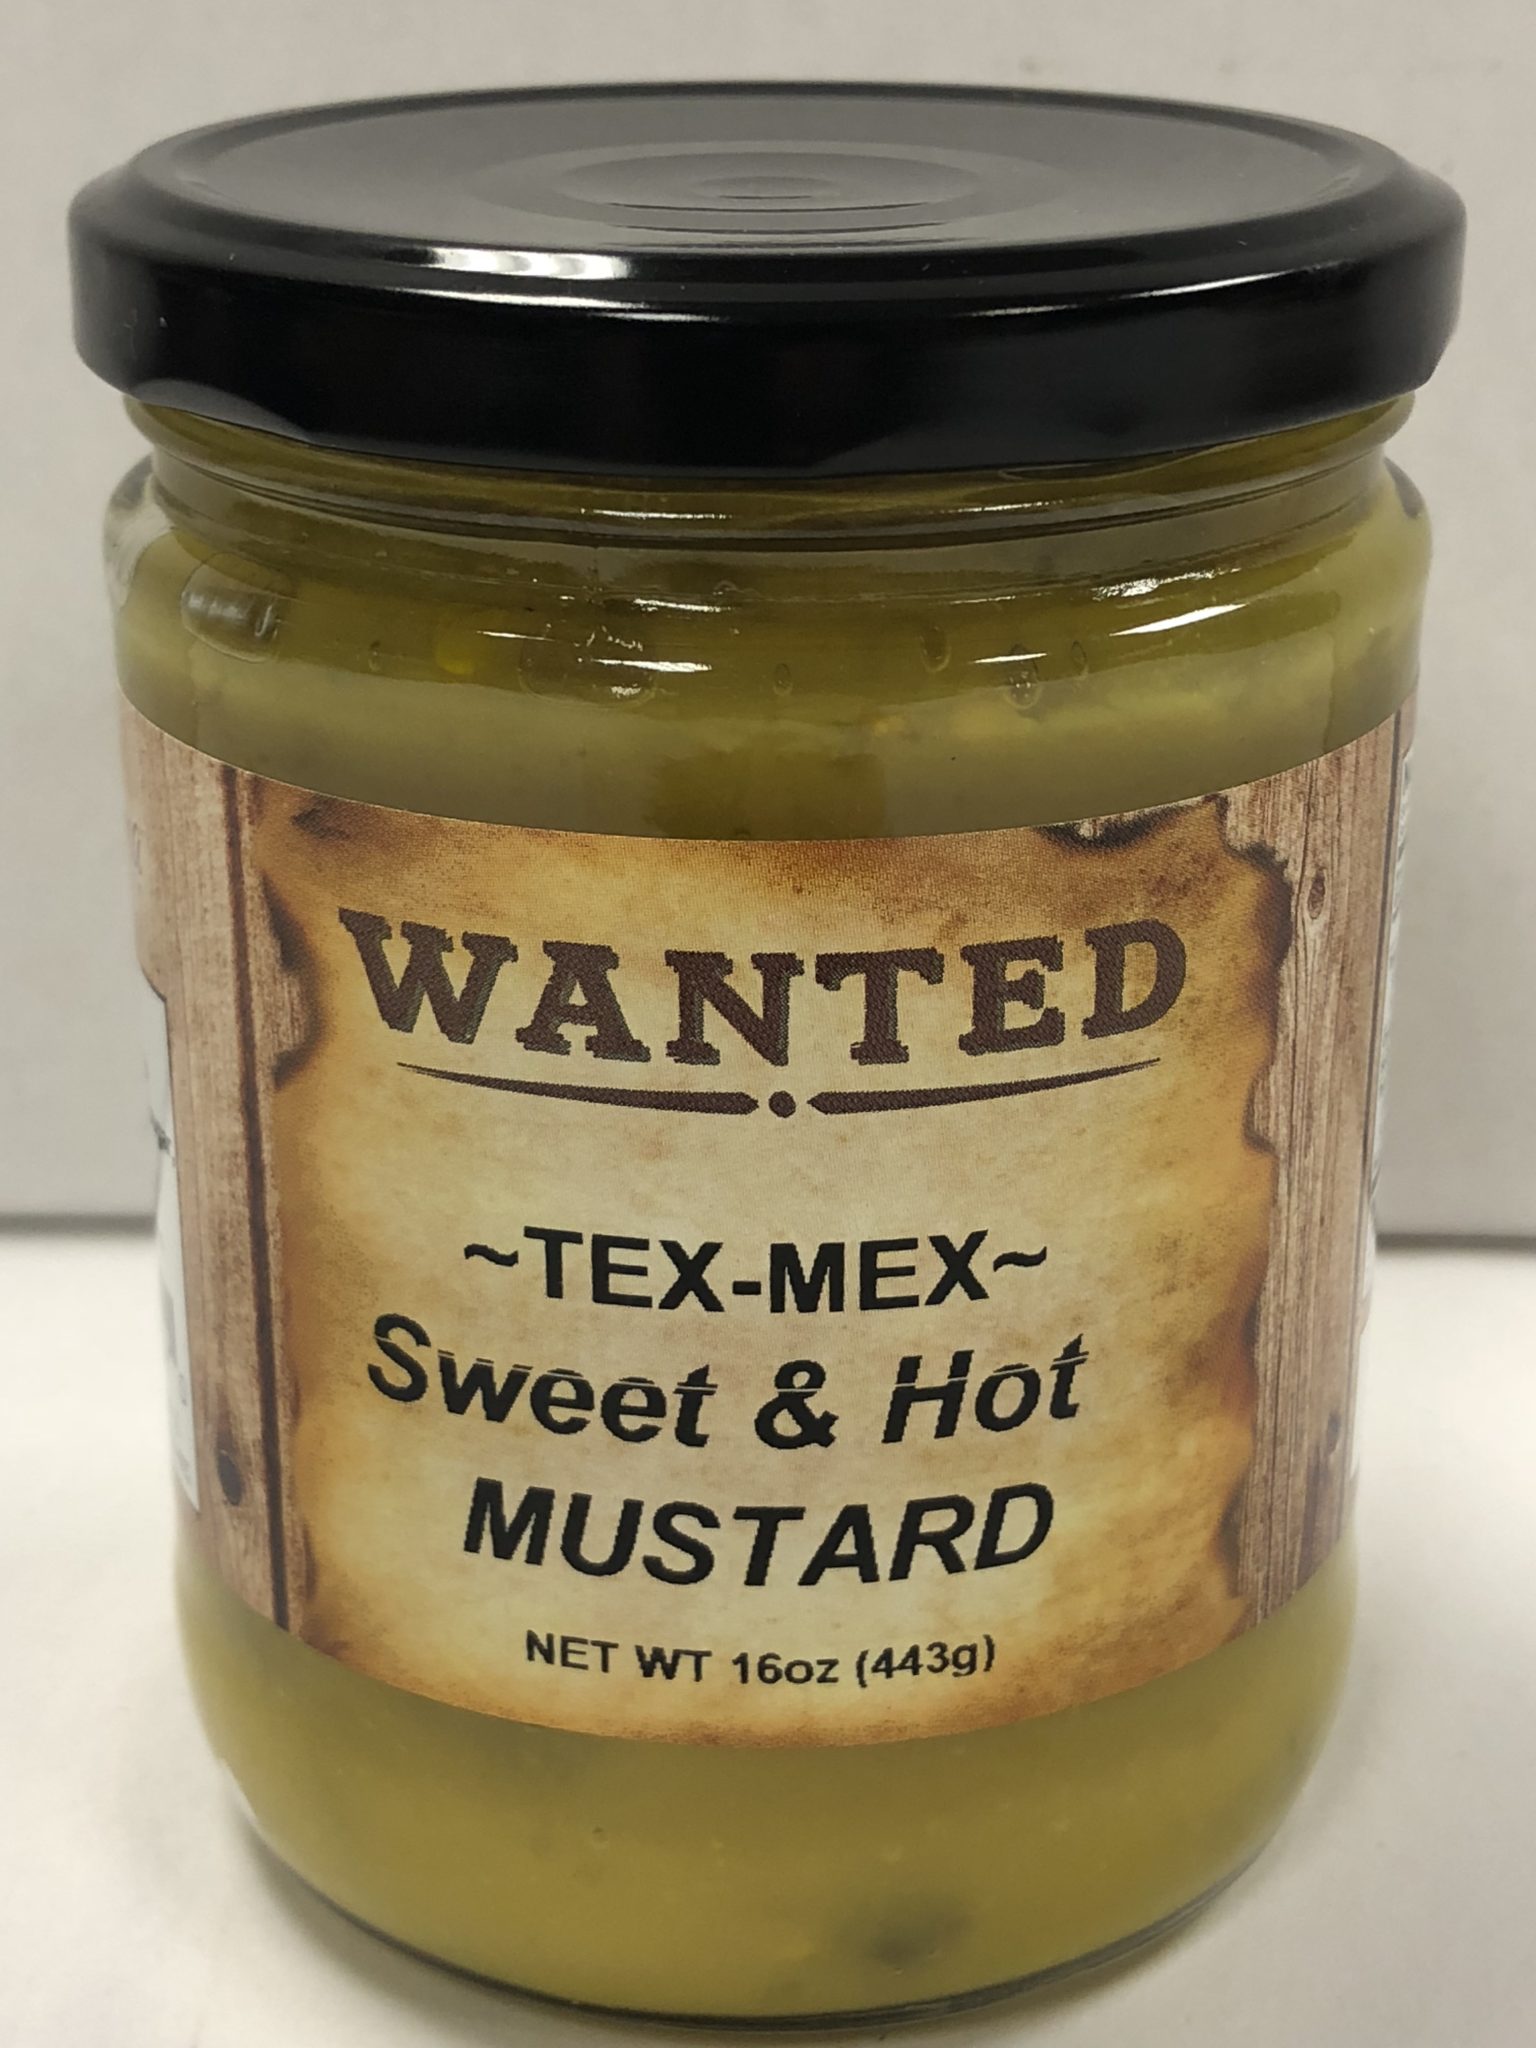 WANTED
~TEX-MEX~
Sweet & Hot
MUSTARD
NET WT 16oz (443g)